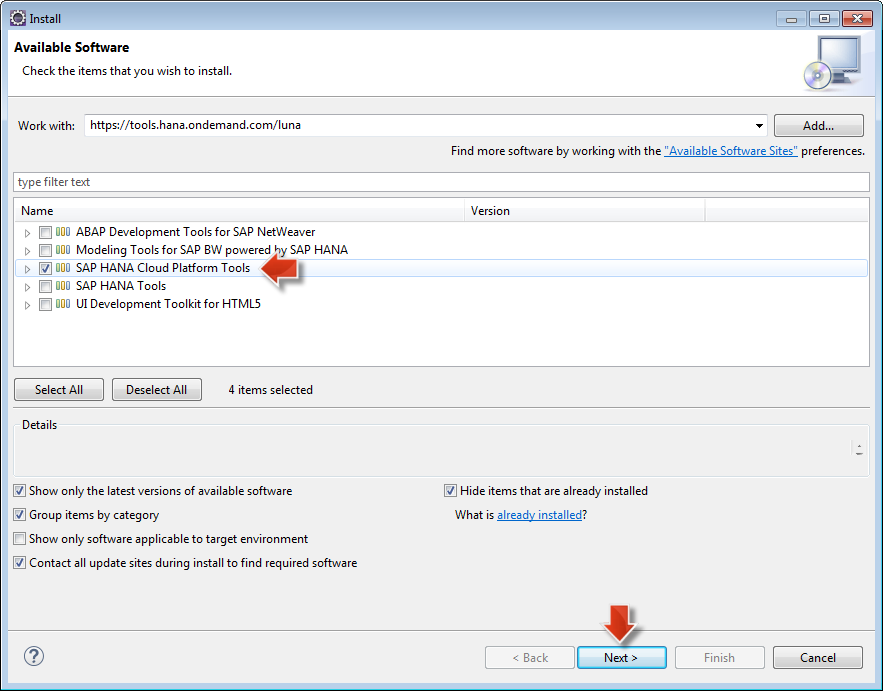 Install
Available Software
Check the items that you wish to install.
Work with: https://tools.hana.ondemand.com/luna Add...
Find more software by working with the "Available Software Sites" preferences.
type filter text
Name Version
ABAP Development Tools for SAP NetWeaver
Modeling Tools for SAP BW powered by SAP HANA
SAP HANA Cloud Platform Tools
SAP HANA Tools
UI Development Toolkit for HTML5
Select All Deselect All 4 items selected
Details
Show only the latest versions of available software Hide items that are already installed
Group items by category What is already installed?
Show only software applicable to target environment
Contact all update sites during install to find required software
? < Back Next > Finish Cancel